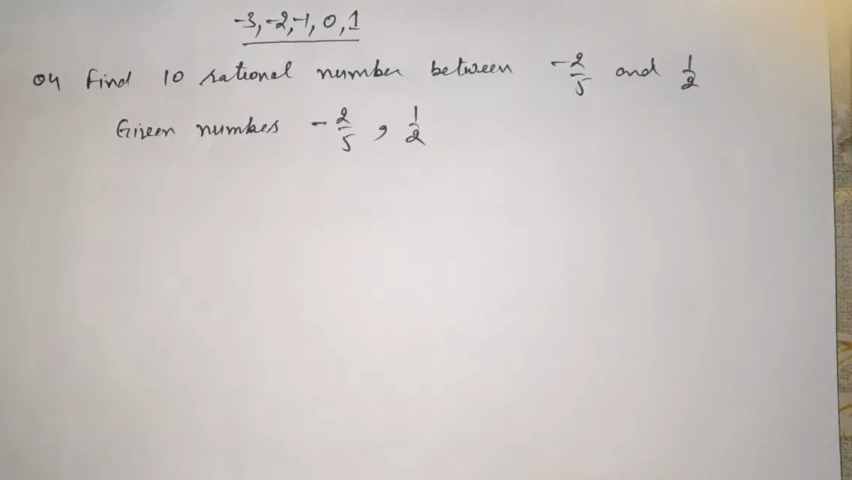 -3, -2, -1, 0, 1
04 Find 10 rational number between -2/5 and 1/2
Given numbers -2/5 , 1/2